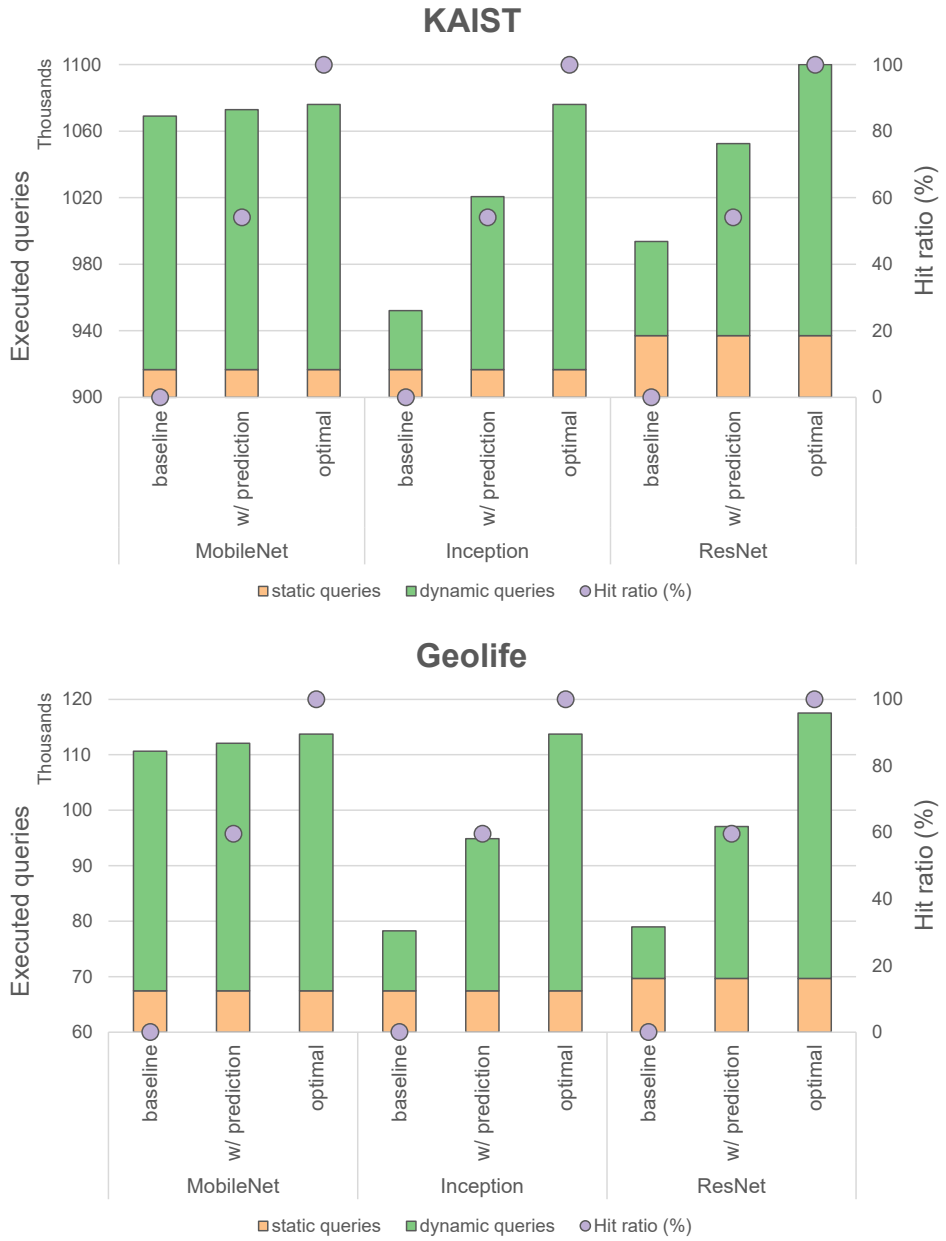 KAIST
Thousands
Executed queries
Hit ratio (%)
1100
1060
1020
980
940
900
100
80
60
40
20
0
baseline
w/ prediction
optimal
baseline
w/ prediction
optimal
baseline
w/ prediction
optimal
MobileNet
Inception
ResNet
static queries
dynamic queries
Hit ratio (%)
Geolife
Thousands
Executed queries
Hit ratio (%)
120
110
100
90
80
70
60
100
80
60
40
20
0
baseline
w/ prediction
optimal
baseline
w/ prediction
optimal
baseline
w/ prediction
optimal
MobileNet
Inception
ResNet
static queries
dynamic queries
Hit ratio (%)